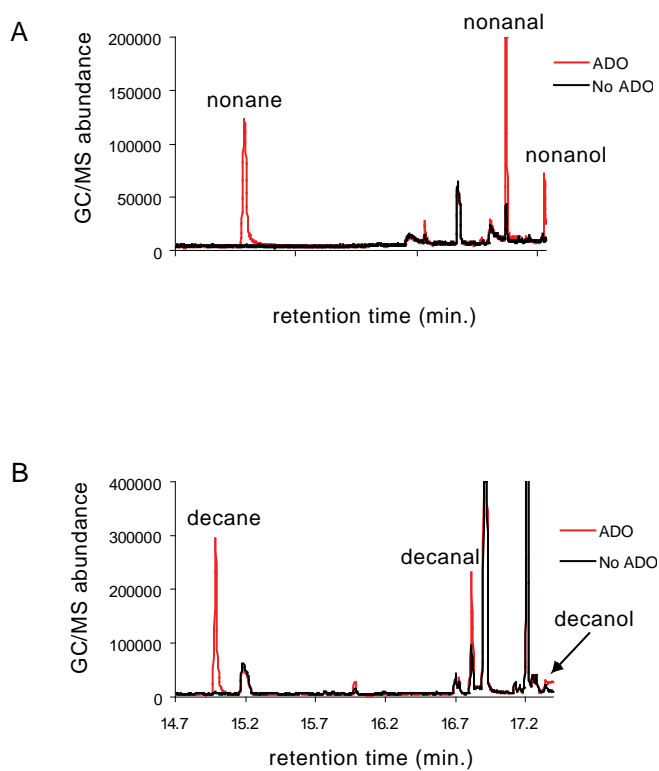 A
GC/MS abundance
200000
150000
100000
50000
0
nonane
nonanal
nonanol
ADO
No ADO
retention time (min.)
B
GC/MS abundance
400000
300000
200000
100000
0
decane
decanal
decanol
ADO
No ADO
14.7 15.2 15.7 16.2 16.7 17.2
retention time (min.)